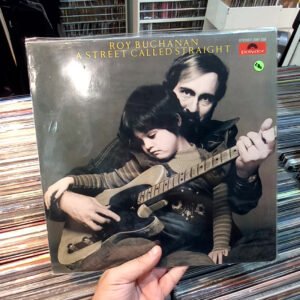 ROY BUCHANAN
A STREET CALLED STRAIGHT
polydor